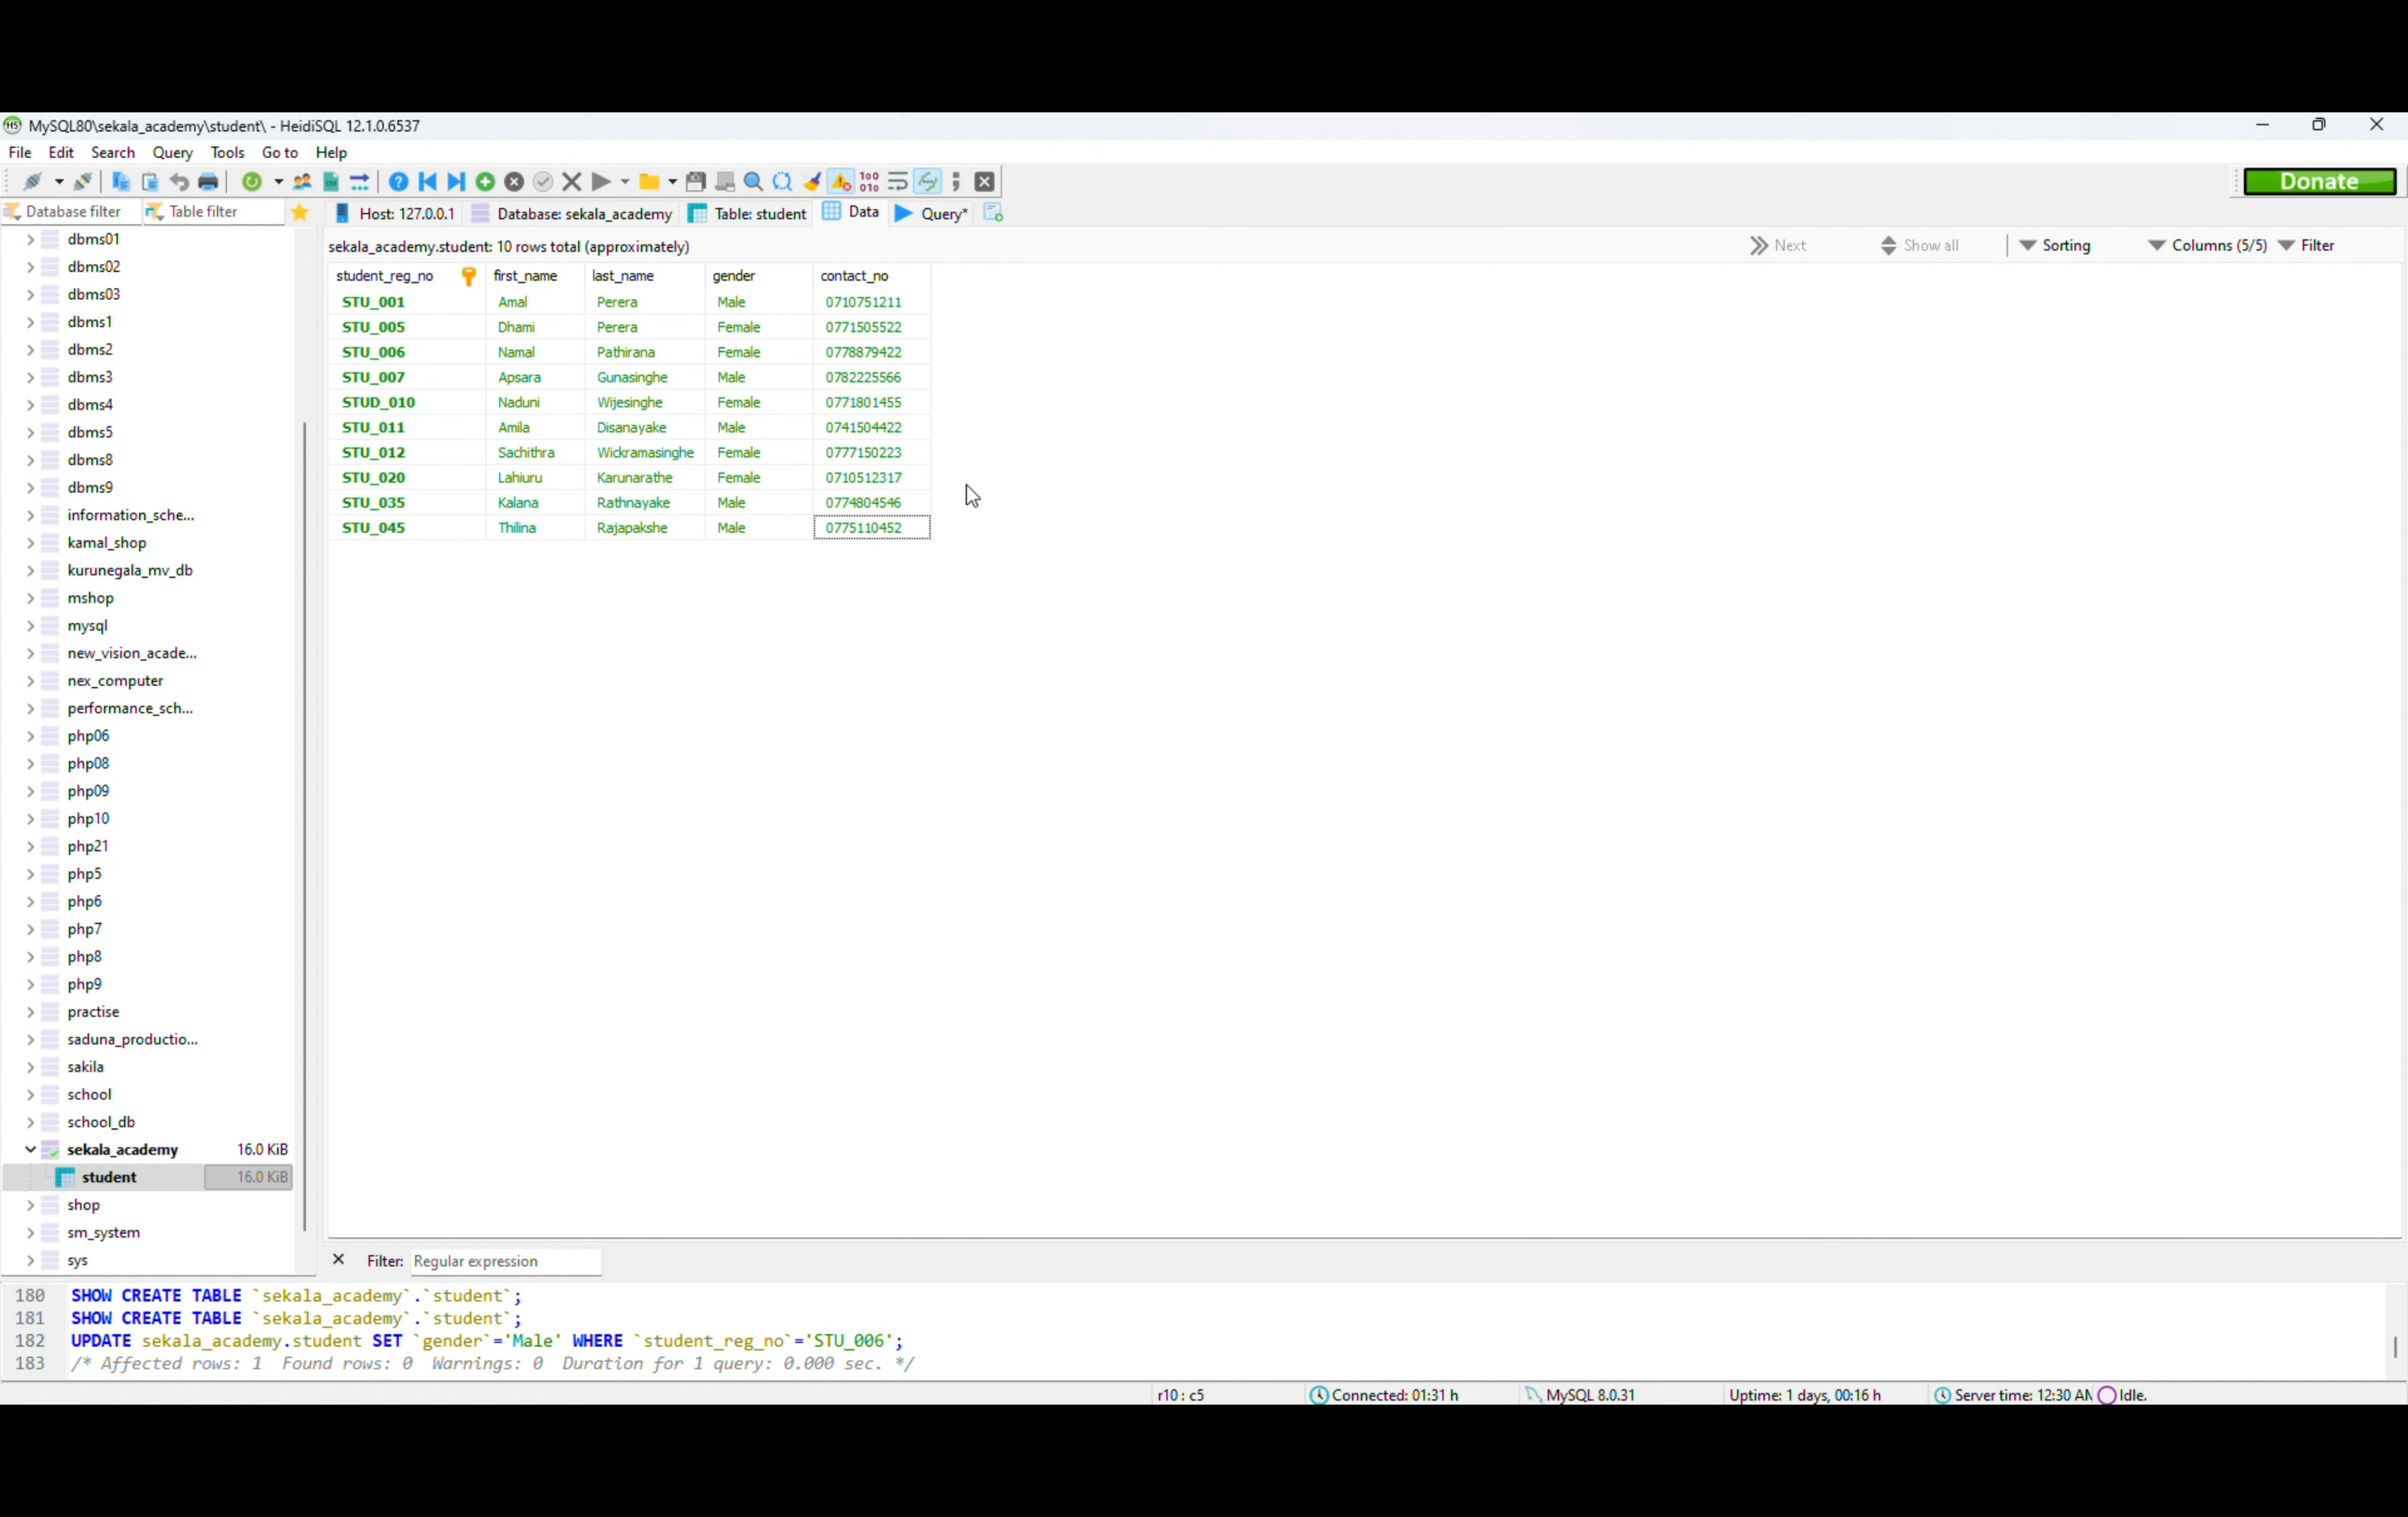 MySQL80\sekala_academy\student\ - HeidiSQL 12.1.0.6537
File Edit Search Query Tools Go to Help
Donate
Database filter Table filter Host: 127.0.0.1 Database: sekala_academy Table: student Data Query*
sekala_academy.student: 10 rows total (approximately) Next Show all Sorting Columns (5/5) Filter
student_reg_no first_name last_name gender contact_no
STU_001 Amal Perera Male 0710751211
STU_005 Dhami Perera Female 0771505522
STU_006 Namal Pathirana Female 0778879422
STU_007 Apsara Gunasinghe Male 0782225566
STUD_010 Naduni Wijesinghe Female 0771801455
STU_011 Amila Disanayake Male 0741504422
STU_012 Sachithra Wickramasinghe Female 0777150223
STU_020 Lahiuru Karunarathe Female 0710512317
STU_035 Kalana Rathnayake Male 0774804546
STU_045 Thilina Rajapakshe Male 0775110452
dbms01
dbms02
dbms03
dbms1
dbms2
dbms3
dbms4
dbms5
dbms8
dbms9
information_sche...
kamal_shop
kurunegala_mv_db
mshop
mysql
new_vision_acade...
nex_computer
performance_sch...
php06
php08
php09
php10
php21
php5
php6
php7
php8
php9
practise
saduna_productio...
sakila
school
school_db
sekala_academy 16.0 KiB
student 16.0 KiB
shop
sm_system
sys
Filter: Regular expression
180 SHOW CREATE TABLE `sekala_academy`.`student`;
181 SHOW CREATE TABLE `sekala_academy`.`student`;
182 UPDATE sekala_academy.student SET `gender`='Male' WHERE `student_reg_no`='STU_006';
183 /* Affected rows: 1 Found rows: 0 Warnings: 0 Duration for 1 query: 0.000 sec. */
r10 : c5 Connected: 01:31 h MySQL 8.0.31 Uptime: 1 days, 00:16 h Server time: 12:30 AM Idle.